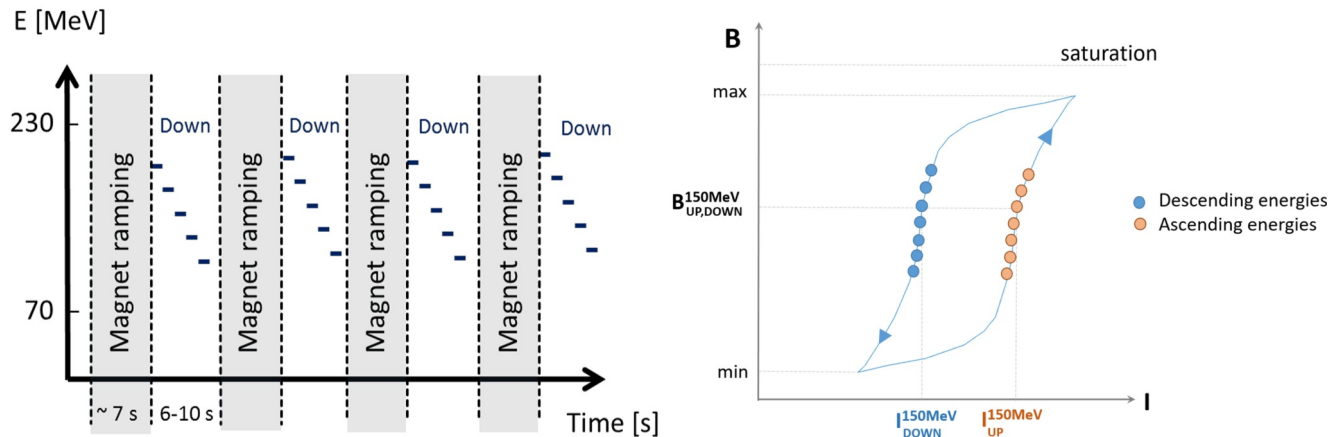 E [MeV]
230
70
Magnet ramping
Down
Magnet ramping
Down
Magnet ramping
Down
Magnet ramping
Down
~ 7 s
6-10 s
Time [s]
B
saturation
max
B150MeV
UP,DOWN
min
I150MeV
DOWN
I150MeV
UP
I
Descending energies
Ascending energies